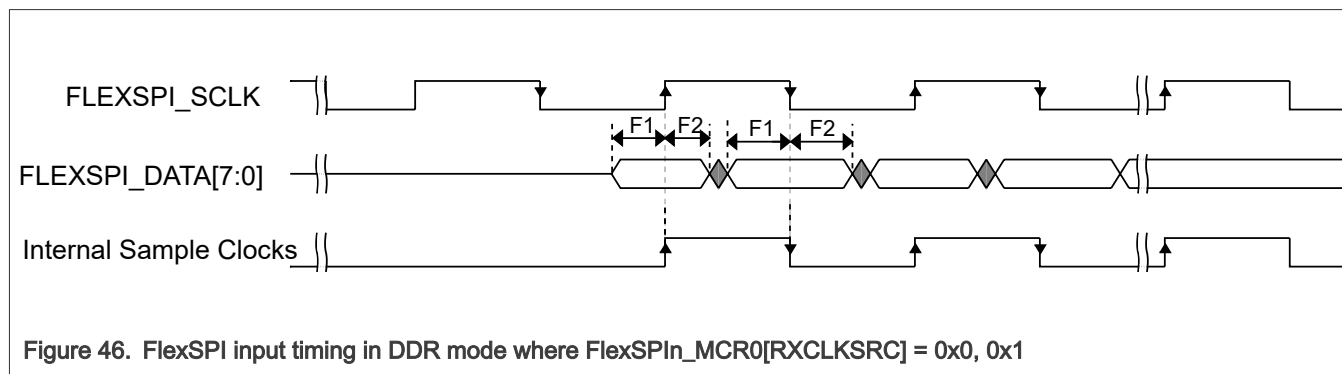 FLEXSPI_SCLK
F1 F2 F1 F2
FLEXSPI_DATA[7:0]
Internal Sample Clocks
Figure 46. FlexSPI input timing in DDR mode where FlexSPIn_MCR0[RXCLKSRC] = 0x0, 0x1